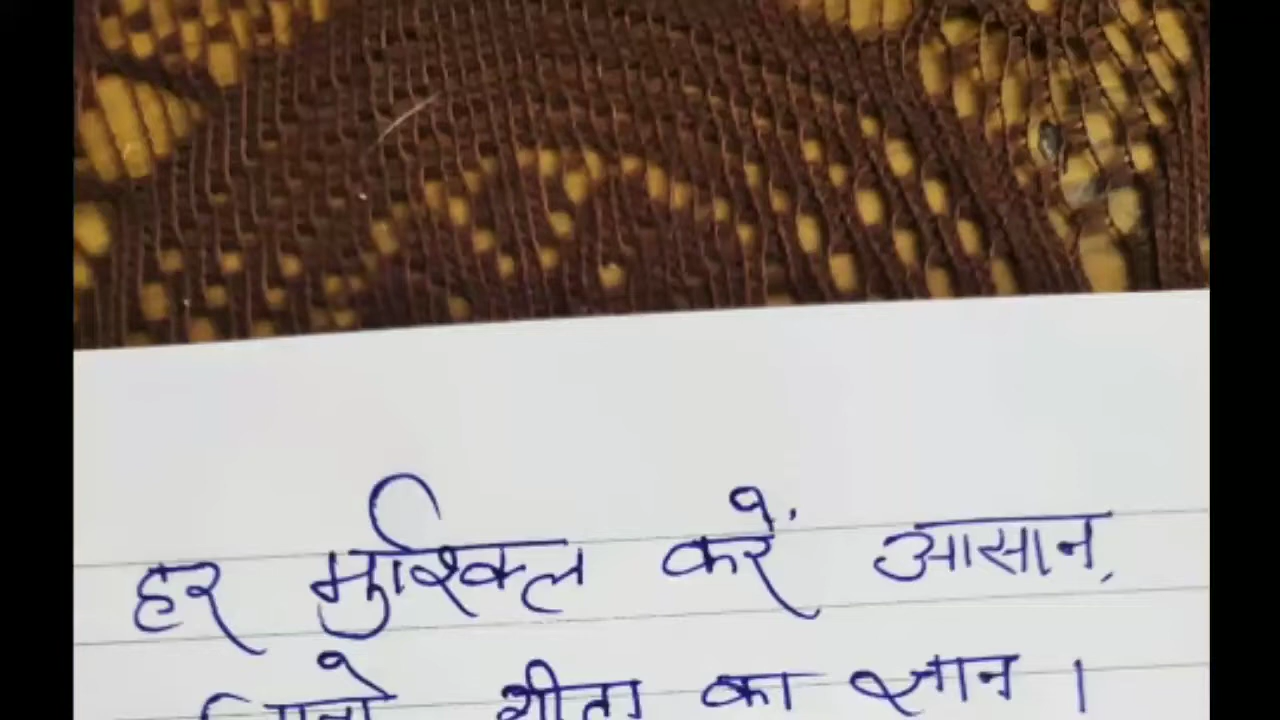 हर मुश्किल करें आसान,
गीता का ज्ञान ।